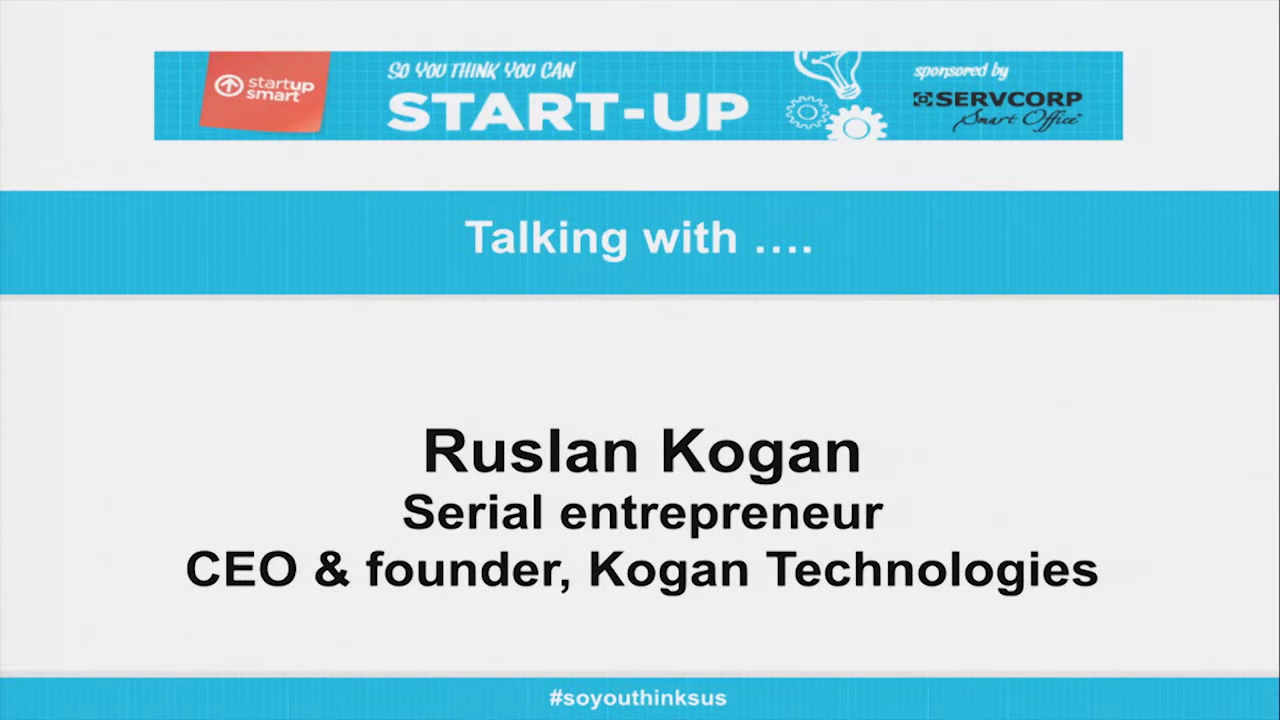 startup
smart
SO YOU THINK YOU CAN
START-UP
sponsored by
SERVCORP
Smart Office™
Talking with ....
Ruslan Kogan
Serial entrepreneur
CEO & founder, Kogan Technologies
#soyouthinksus